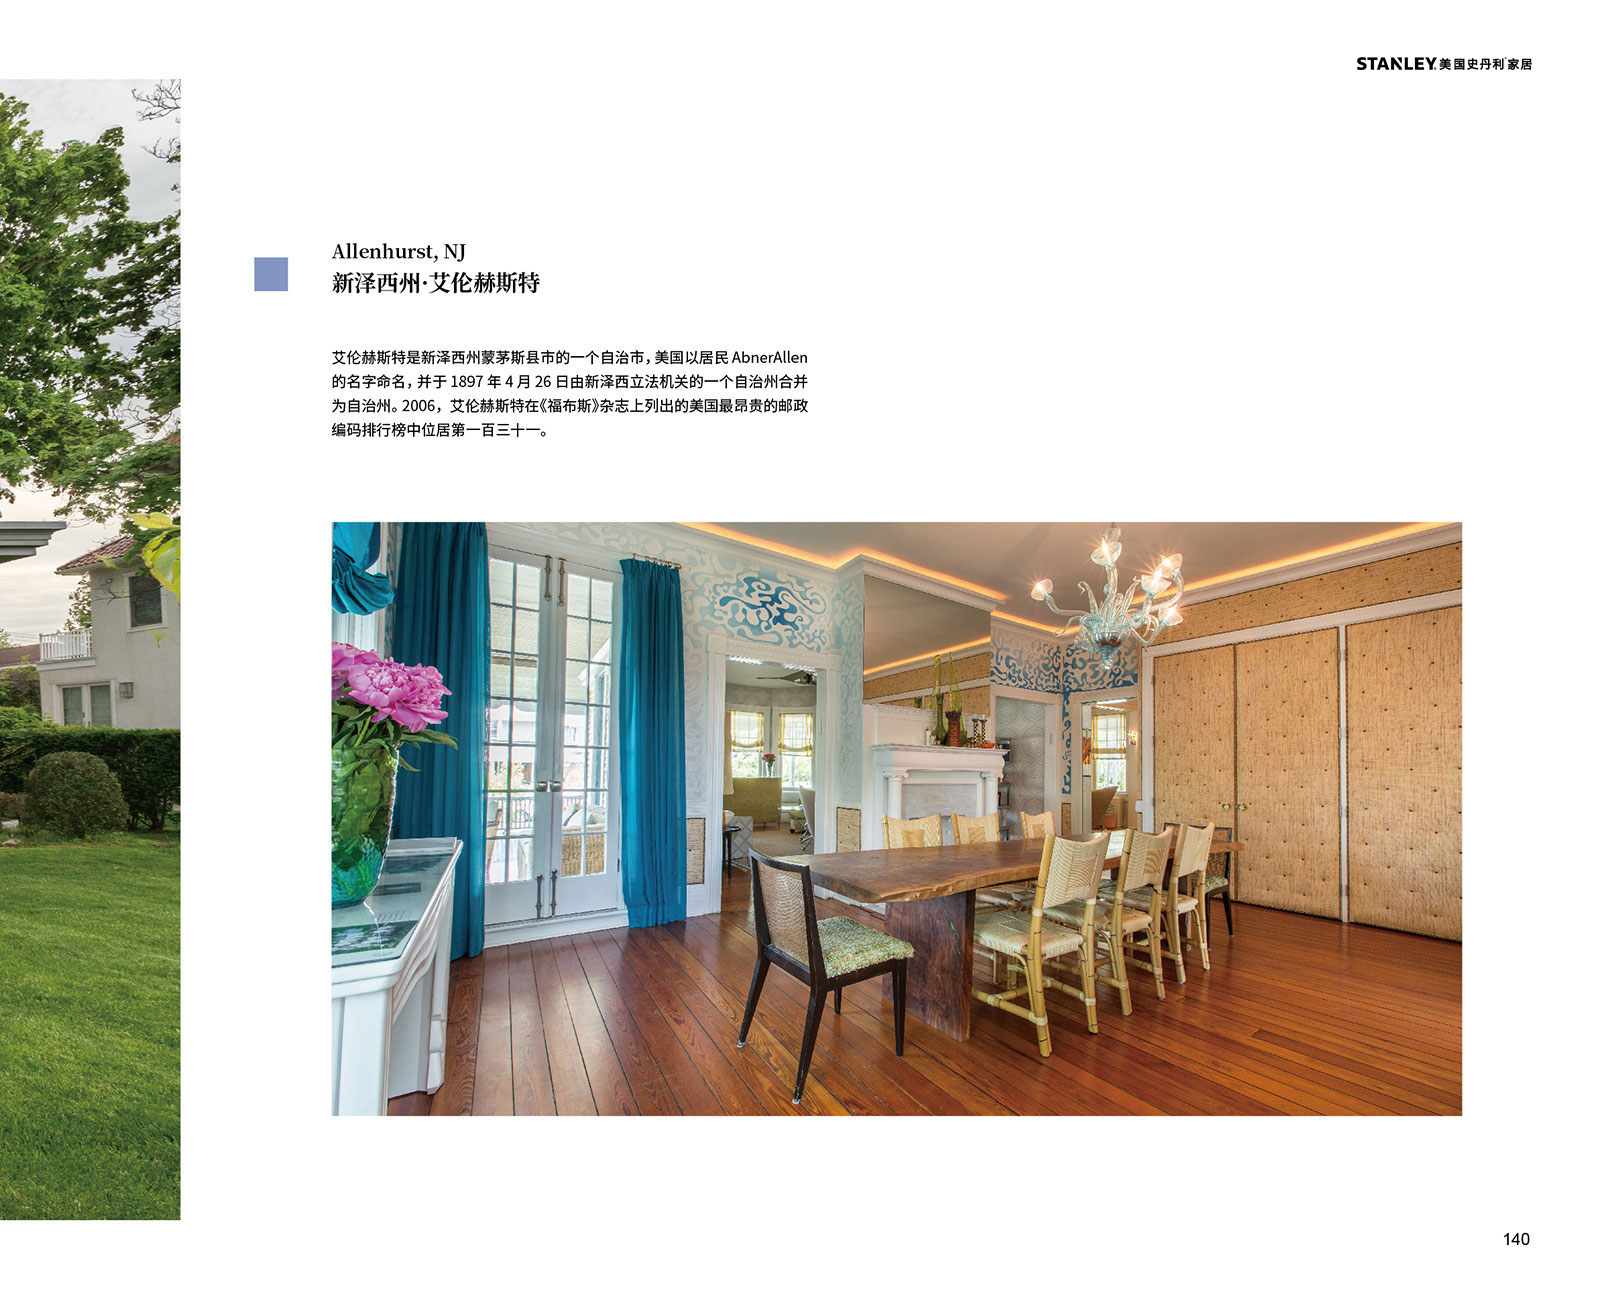 STANLEY 美国史丹利家居
Allenhurst, NJ
新泽西州·艾伦赫斯特
艾伦赫斯特是新泽西州蒙茅斯县市的一个自治市，美国以居民 AbnerAllen
的名字命名，并于 1897 年 4 月 26 日由新泽西立法机关的一个自治州合并
为自治州。2006，艾伦赫斯特在《福布斯》杂志上列出的美国最昂贵的邮政
编码排行榜中位居第一百三十一。
140